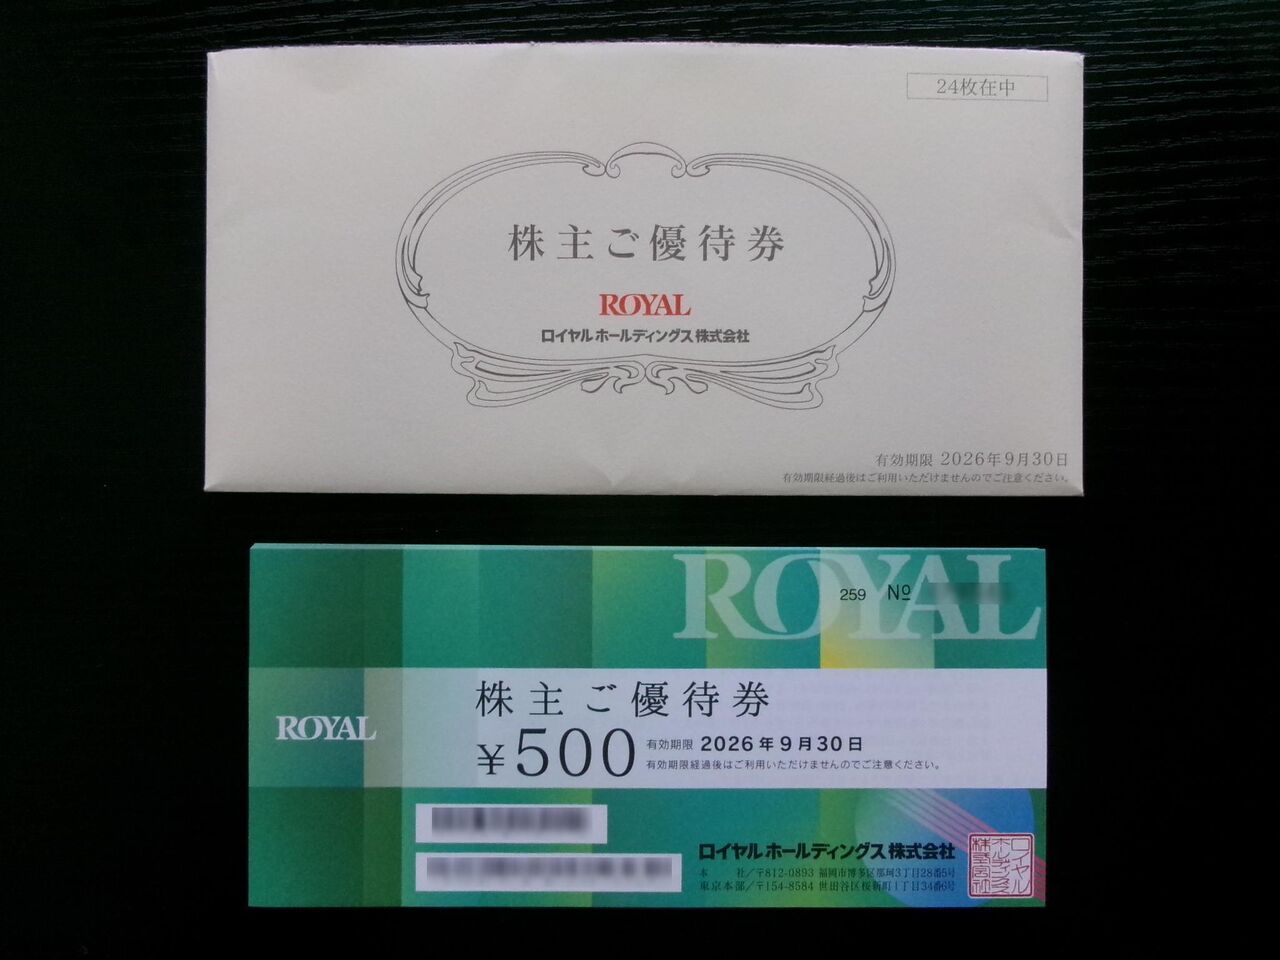 24枚在中
株主ご優待券
ROYAL
ロイヤル ホールディングス 株式会社
有効期限 2026年9月30日
有効期限経過後はご利用いただけませんのでご注意ください。
ROYAL
259 №
ROYAL
株主ご優待券
¥500
有効期限 2026年9月30日
有効期限経過後はご利用いただけませんのでご注意ください。
ロイヤル ホールディングス 株式会社
本 社／〒812-0893 福岡市博多区那珂3丁目28番5号
東京本部／〒154-8584 世田谷区桜新町1丁目34番6号